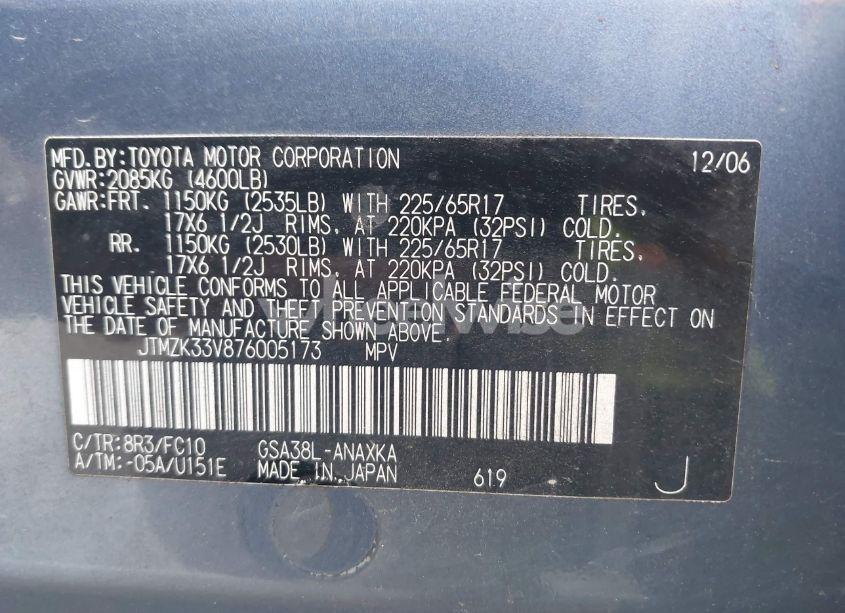 MFD.BY:TOYOTA MOTOR CORPORATION 12/06
GVWR:2085KG (4600LB)
GAWR:FRT. 1150KG (2535LB) WITH 225/65R17 TIRES,
17X6 1/2J RIMS, AT 220KPA (32PSI) COLD.
RR. 1150KG (2530LB) WITH 225/65R17 TIRES,
17X6 1/2J RIMS, AT 220KPA (32PSI) COLD.
THIS VEHICLE CONFORMS TO ALL APPLICABLE FEDERAL MOTOR
VEHICLE SAFETY AND THEFT PREVENTION STANDARDS IN EFFECT ON
THE DATE OF MANUFACTURE SHOWN ABOVE.
JTMZK33V876005173 MPV
C/TR:8R3/FC10 GSA38L-ANAXKA
A/TM:-05A/U151E MADE IN JAPAN 619 J